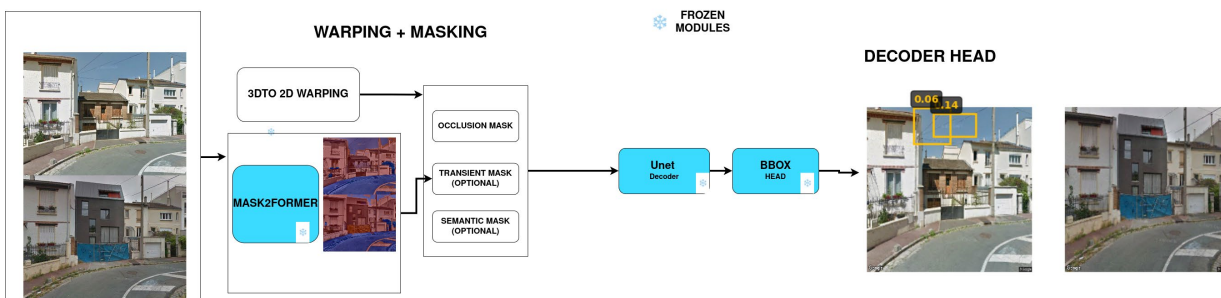 WARPING + MASKING
FROZEN
MODULES
DECODER HEAD
3DTO 2D WARPING
MASK2FORMER
OCCLUSION MASK
TRANSIENT MASK
(OPTIONAL)
SEMANTIC MASK
(OPTIONAL)
Unet
Decoder
BBOX
HEAD
0.06
.14